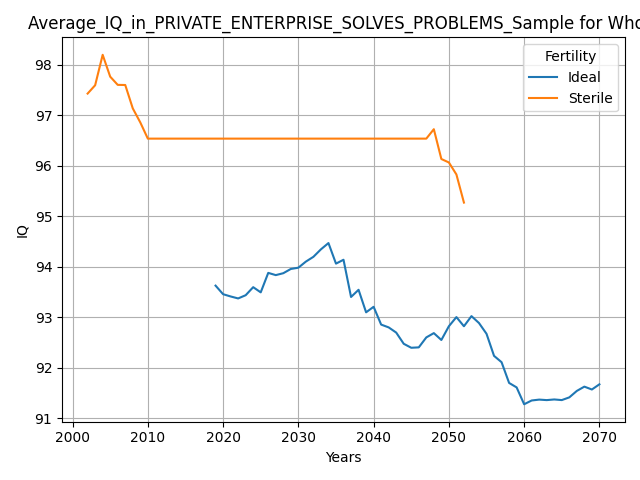 Average_IQ_in_PRIVATE_ENTERPRISE_SOLVES_PROBLEMS_Sample for Who
Fertility
Ideal
Sterile
98
97
96
95
94
93
92
91
IQ
2000 2010 2020 2030 2040 2050 2060 2070
Years